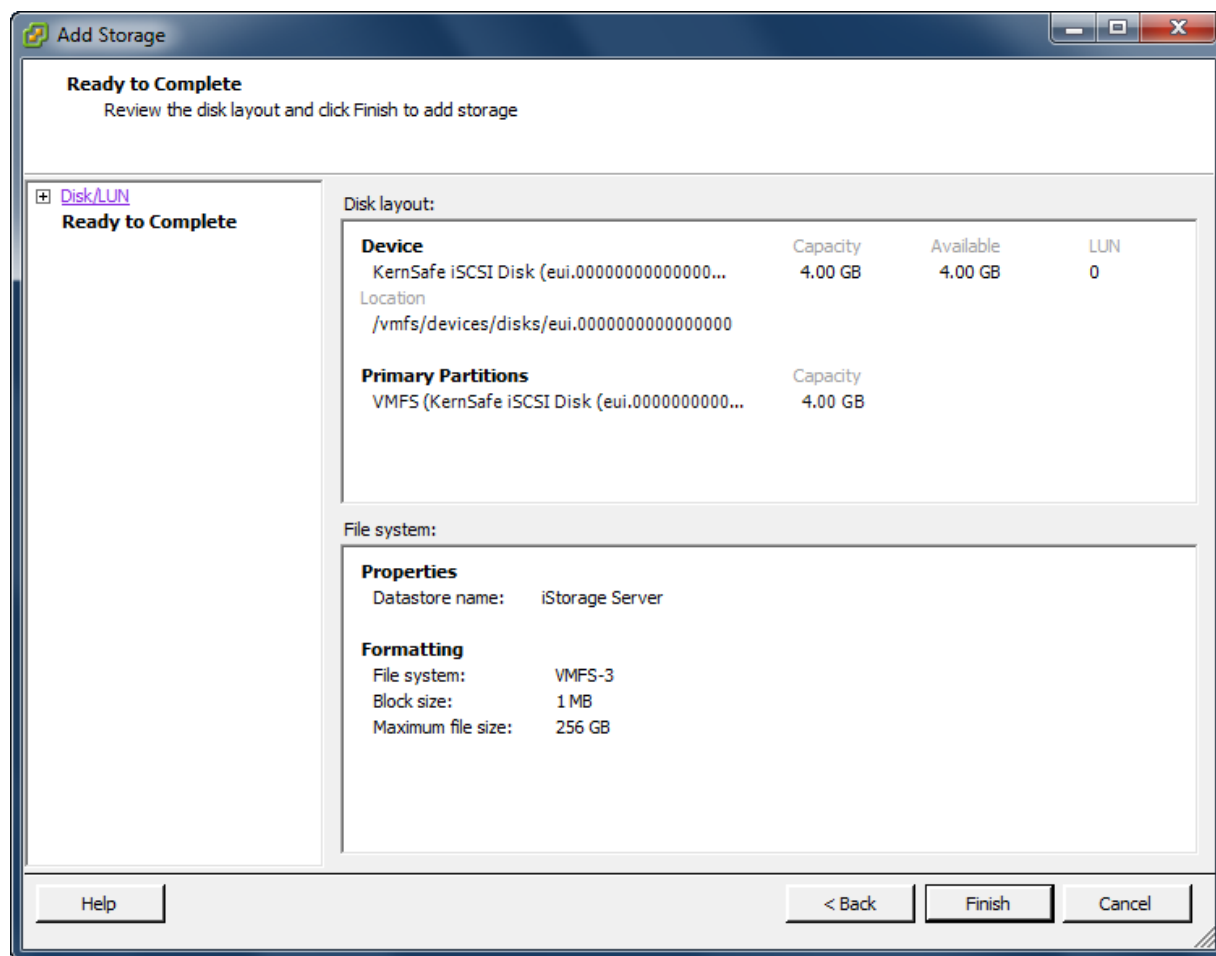 Add Storage
Ready to Complete
Review the disk layout and click Finish to add storage
Disk/LUN
Ready to Complete
Disk layout:
Device Capacity Available LUN
KernSafe iSCSI Disk (eui.00000000000000... 4.00 GB 4.00 GB 0
Location
/vmfs/devices/disks/eui.0000000000000000
Primary Partitions Capacity
VMFS (KernSafe iSCSI Disk (eui.0000000000... 4.00 GB
File system:
Properties
Datastore name: iStorage Server
Formatting
File system: VMFS-3
Block size: 1 MB
Maximum file size: 256 GB
Help < Back Finish Cancel